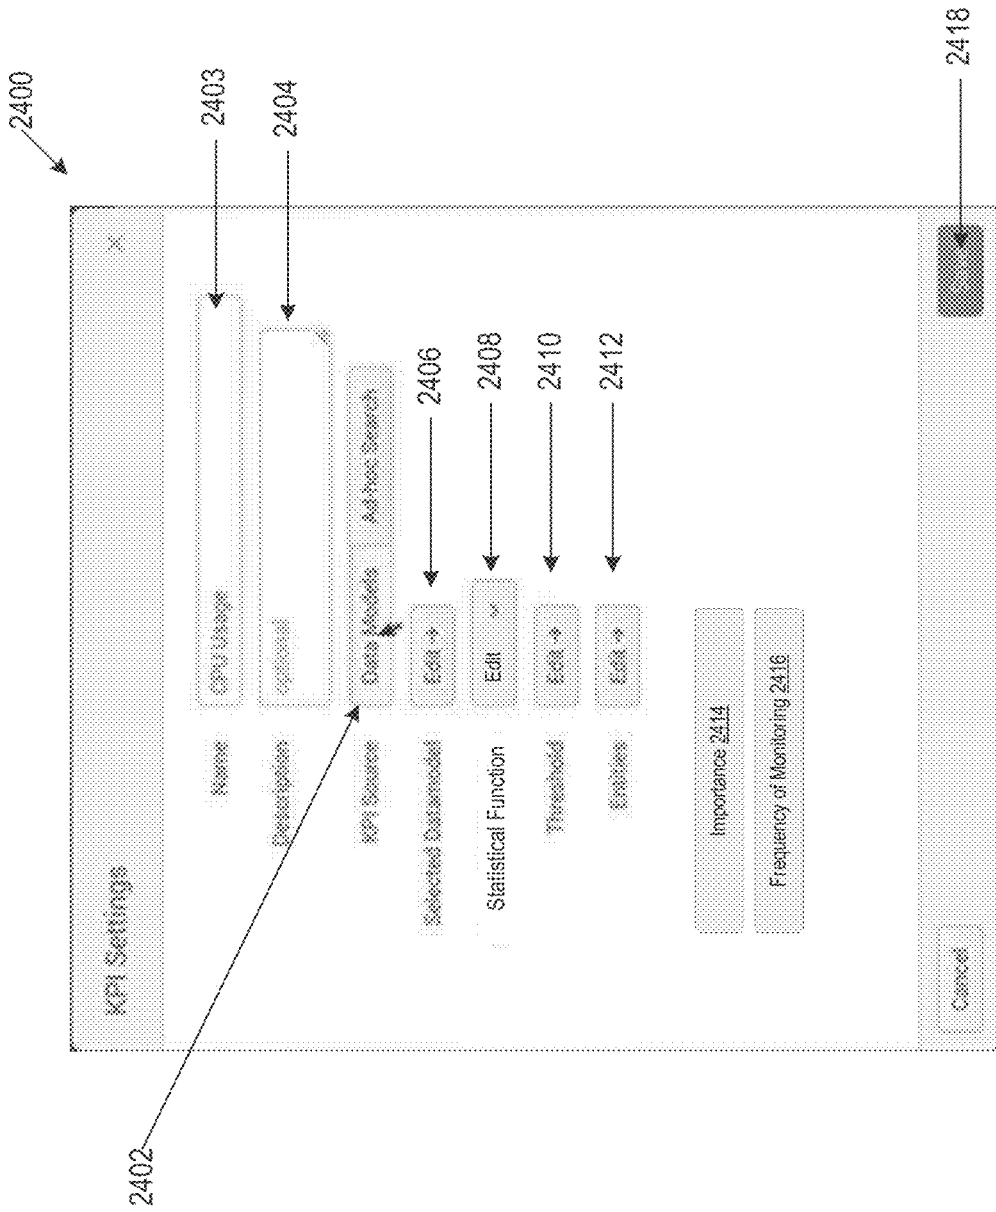 2400
KPI Settings
X
Name
CPU Usage
2403
Description
optional
2404
KPI Source
Data Models
Ad-hoc Search
2402
Selected Datamodel
Edit →
2406
Statistical Function
Edit
2408
Threshold
Edit →
2410
Entities
Edit →
2412
Importance 2414
Frequency of Monitoring 2416
Cancel
2418